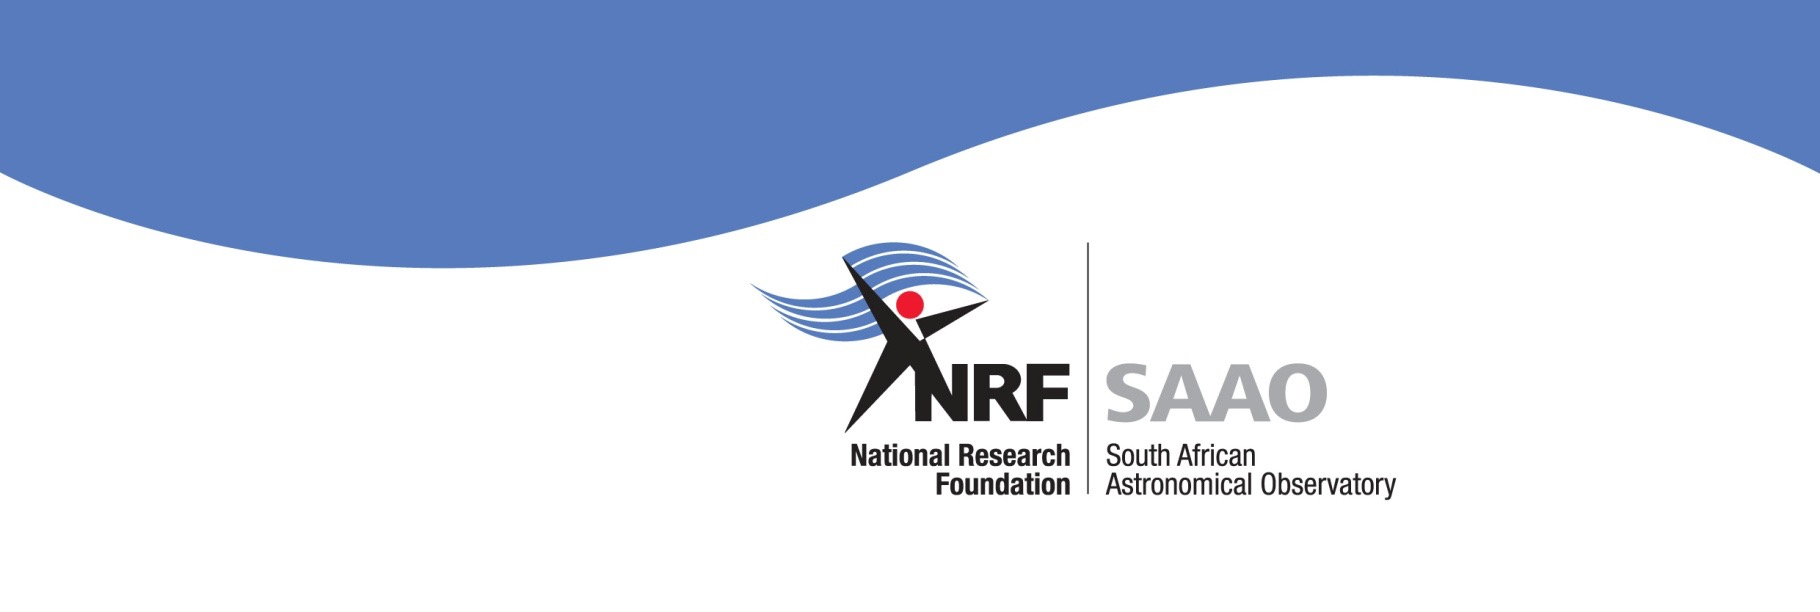 NRF
National Research
Foundation
SAAO
South African
Astronomical Observatory